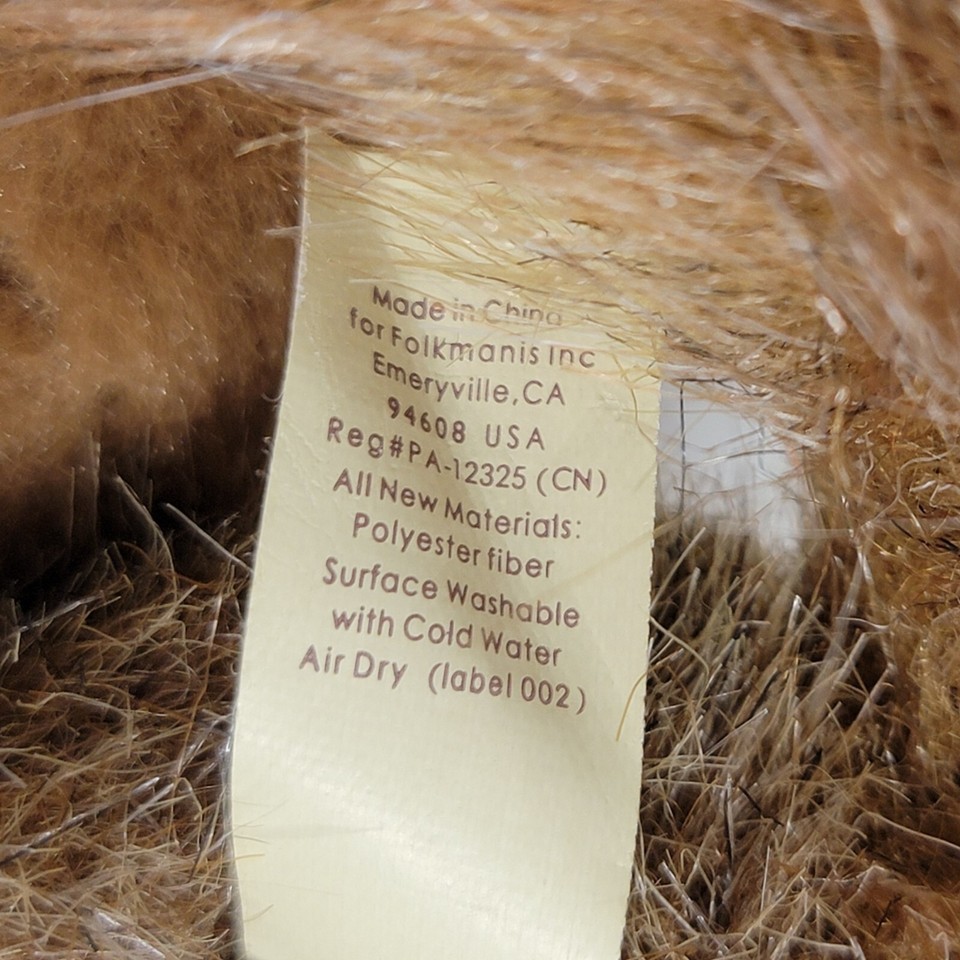 Made in China
for Folkmanis Inc
Emeryville, CA
94608 USA
Reg#PA-12325 (CN)
All New Materials:
Polyester fiber
Surface Washable
with Cold Water
Air Dry (label 002)